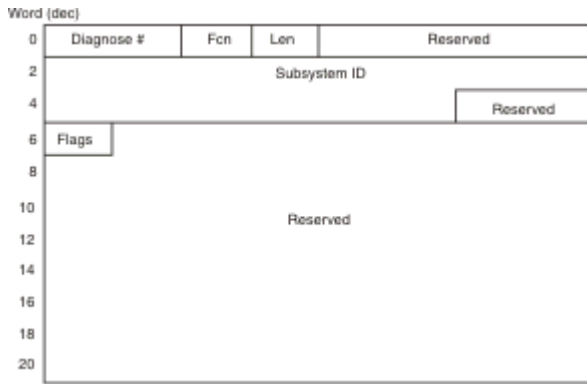 Word (dec)
0 Diagnose # Fcn Len Reserved
2 Subsystem ID
4 Reserved
6 Flags
8
10 Reserved
12
14
16
18
20